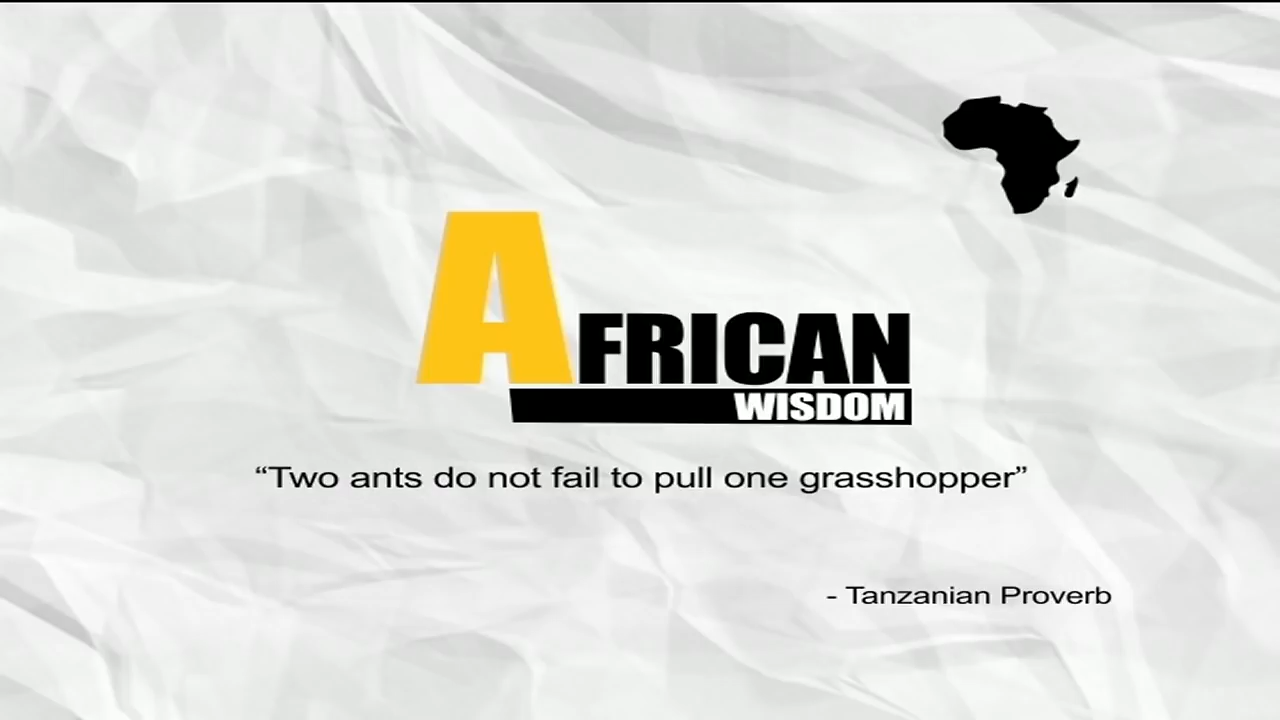 AFRICAN
WISDOM
“Two ants do not fail to pull one grasshopper”
- Tanzanian Proverb